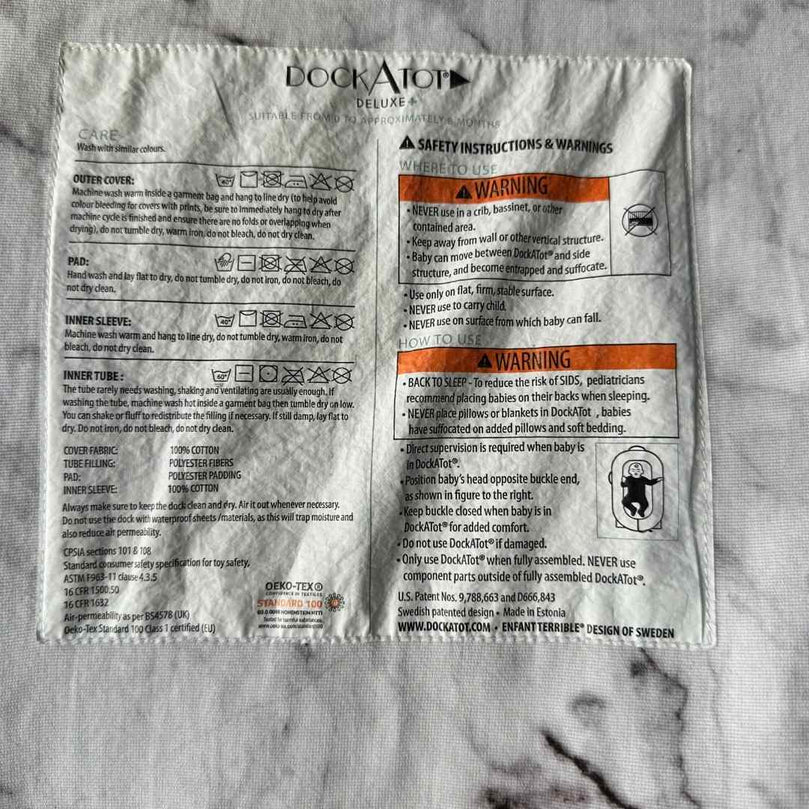 DOCKATOT®
DELUXE+
SUITABLE FROM 0 TO APPROXIMATELY 8 MONTHS
CARE
Wash with similar colours.
OUTER COVER:
Machine wash warm inside a garment bag and hang to line dry (to help avoid
colour bleeding for covers with prints, be sure to immediately hang to dry after
machine cycle is finished and ensure there are no folds or overlapping when
drying), do not tumble dry, warm iron, do not bleach, do not dry clean.
PAD:
Hand wash and lay flat to dry, do not tumble dry, do not iron, do not bleach, do
not dry clean.
INNER SLEEVE:
Machine wash warm and hang to line dry, do not tumble dry, warm iron, do not
bleach, do not dry clean.
INNER TUBE :
The tube rarely needs washing, shaking and ventilating are usually enough. If
washing the tube, machine wash hot inside a garment bag then tumble dry on low.
You can shake or fluff to redistribute the filling if necessary. If still damp, lay flat to
dry. Do not iron, do not bleach, do not dry clean.
COVER FABRIC: 100% COTTON
TUBE FILLING: POLYESTER FIBERS
PAD: POLYESTER PADDING
INNER SLEEVE: 100% COTTON
Always make sure to keep the dock clean and dry. Air it out whenever necessary.
Do not use the dock with waterproof sheets /materials, as this will trap moisture and
also reduce air permeability.
CPSIA sections 101 & 108
Standard consumer safety specification for toy safety,
ASTM F963-11 clause 4.3.5
16 CFR 1500.50
16 CFR 1632
Air-permeability as per BS4578 (UK)
Oeko-Tex Standard 100 Class 1 certified (EU)
OEKO-TEX®
CONFIDENCE IN TEXTILES
STANDARD 100
HOHENSTEIN HTTI
Tested for harmful substances.
www.oeko-tex.com/standard100
SAFETY INSTRUCTIONS & WARNINGS
WHERE TO USE
WARNING
• NEVER use in a crib, bassinet, or other
contained area.
• Keep away from wall or other vertical structure.
• Baby can move between DockATot® and side
structure, and become entrapped and suffocate.
• Use only on flat, firm, stable surface.
• NEVER use to carry child.
• NEVER use on surface from which baby can fall.
HOW TO USE
WARNING
• BACK TO SLEEP - To reduce the risk of SIDS, pediatricians
recommend placing babies on their backs when sleeping.
• NEVER place pillows or blankets in DockATot , babies
have suffocated on added pillows and soft bedding.
• Direct supervision is required when baby is
in DockATot®.
• Position baby's head opposite buckle end,
as shown in figure to the right.
• Keep buckle closed when baby is in
DockATot® for added comfort.
• Do not use DockATot® if damaged.
• Only use DockATot® when fully assembled. NEVER use
component parts outside of fully assembled DockATot®.
U.S. Patent Nos. 9,788,663 and D666,843
Swedish patented design • Made in Estonia
WWW.DOCKATOT.COM • ENFANT TERRIBLE® DESIGN OF SWEDEN